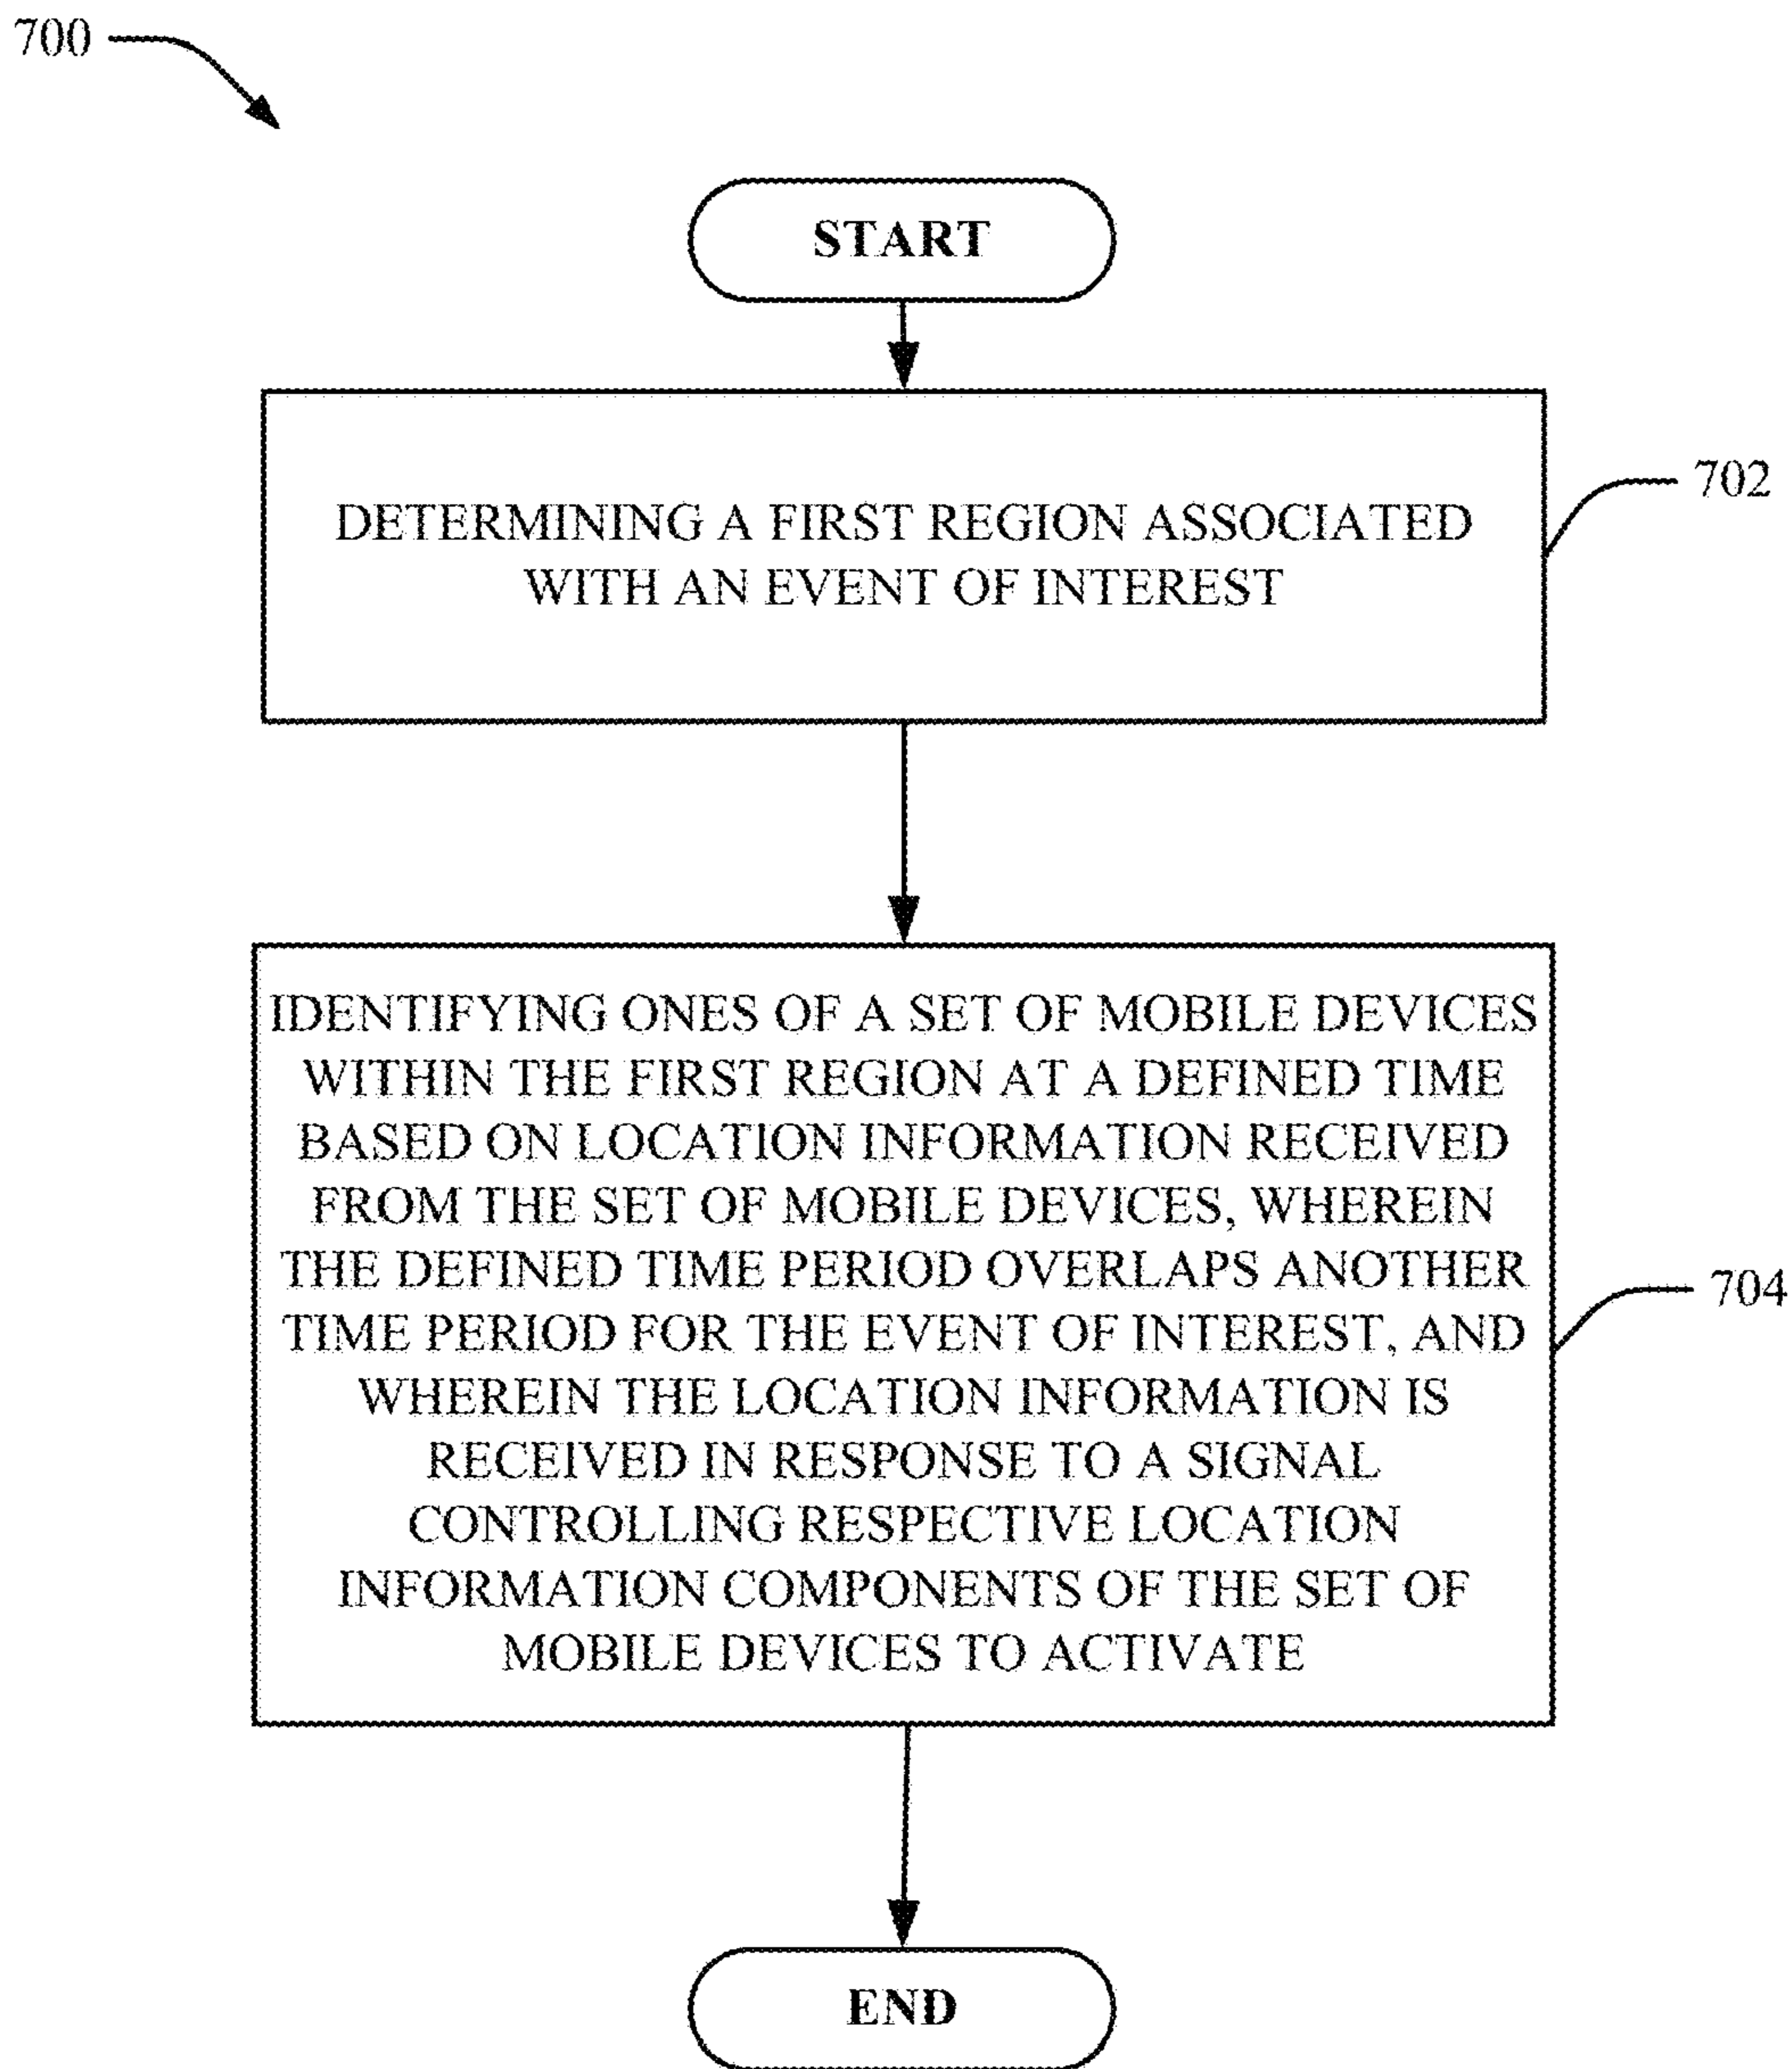 700
START
DETERMINING A FIRST REGION ASSOCIATED
WITH AN EVENT OF INTEREST
702
IDENTIFYING ONES OF A SET OF MOBILE DEVICES
WITHIN THE FIRST REGION AT A DEFINED TIME
BASED ON LOCATION INFORMATION RECEIVED
FROM THE SET OF MOBILE DEVICES, WHEREIN
THE DEFINED TIME PERIOD OVERLAPS ANOTHER
TIME PERIOD FOR THE EVENT OF INTEREST, AND
WHEREIN THE LOCATION INFORMATION IS
RECEIVED IN RESPONSE TO A SIGNAL
CONTROLLING RESPECTIVE LOCATION
INFORMATION COMPONENTS OF THE SET OF
MOBILE DEVICES TO ACTIVATE
704
END